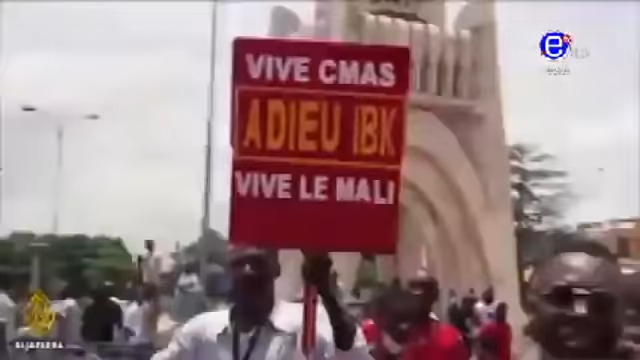 VIVE CMAS
ADIEU IBK
VIVE LE MALI
ALJAZEERA